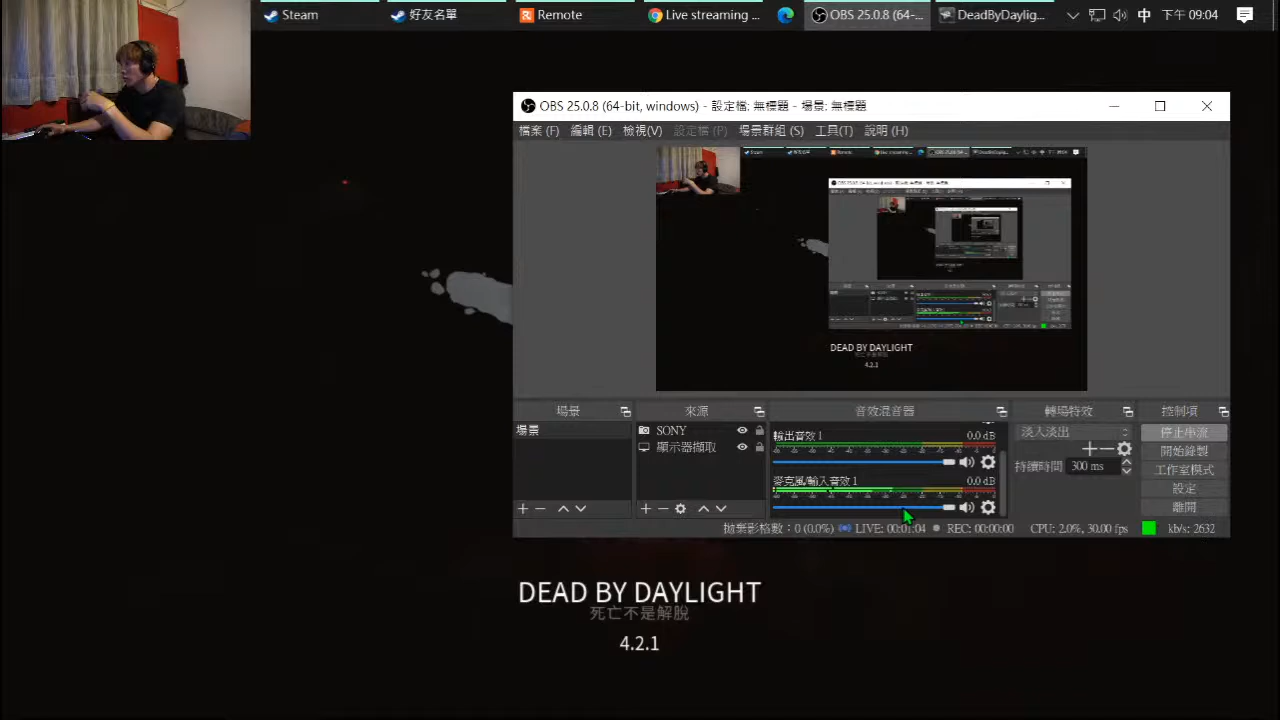 Steam
好友名單
Remote
Live streaming ...
OBS 25.0.8 (64-...
DeadByDaylig...
中
下午 09:04
OBS 25.0.8 (64-bit, windows) - 設定檔: 無標題 - 場景: 無標題
檔案 (F)
編輯 (E)
檢視(V)
設定檔 (P)
場景群組 (S)
工具(T)
說明 (H)
DEAD BY DAYLIGHT
4.2.1
場景
來源
音效混音器
轉場特效
控制項
場景
SONY
顯示器擷取
輸出音效 1
0.0 dB
麥克風/輸入音效 1
0.0 dB
淡入淡出
持續時間
300 ms
停止串流
開始錄製
工作室模式
設定
離開
拋棄影格數：0 (0.0%)
LIVE: 00:01:04
REC: 00:00:00
CPU: 2.0%, 30.00 fps
kb/s: 2632
DEAD BY DAYLIGHT
死亡不是解脫
4.2.1